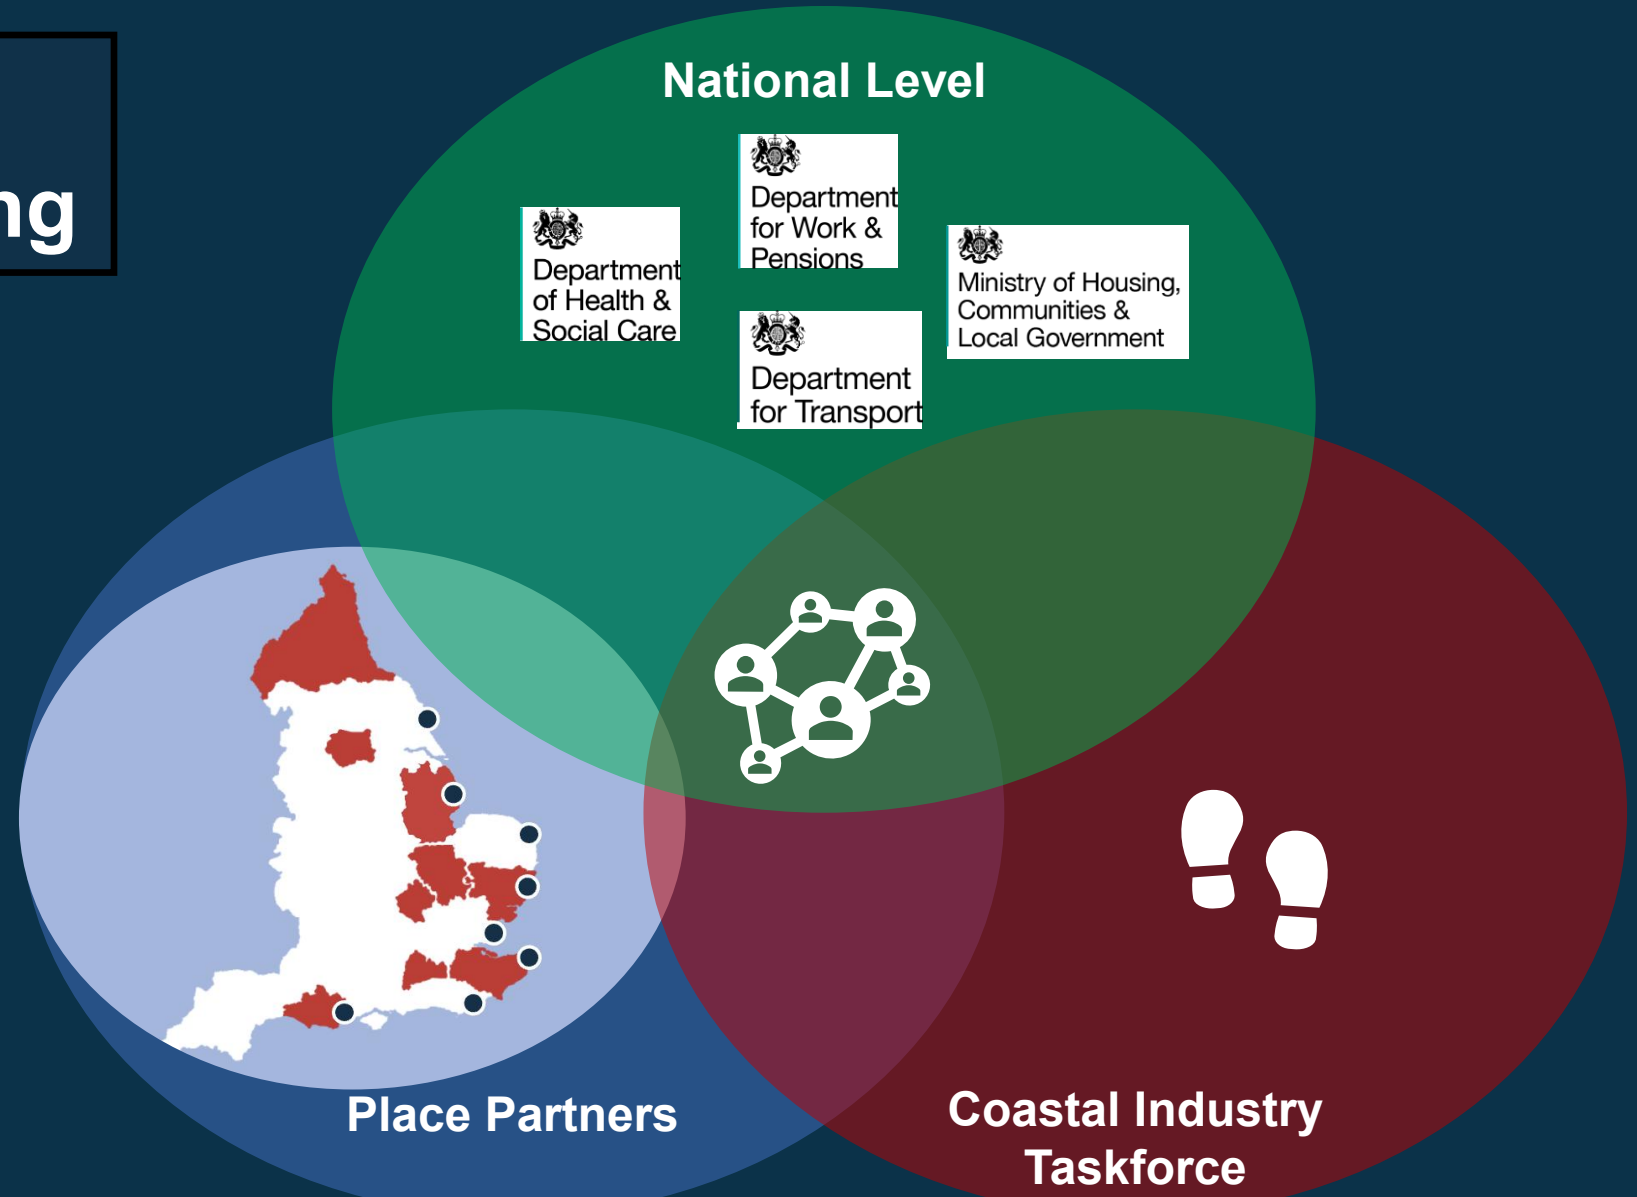 ng
National Level
Department
of Health &
Social Care
Department
for Work &
Pensions
Department
for Transport
Ministry of Housing,
Communities &
Local Government
Place Partners
Coastal Industry
Taskforce